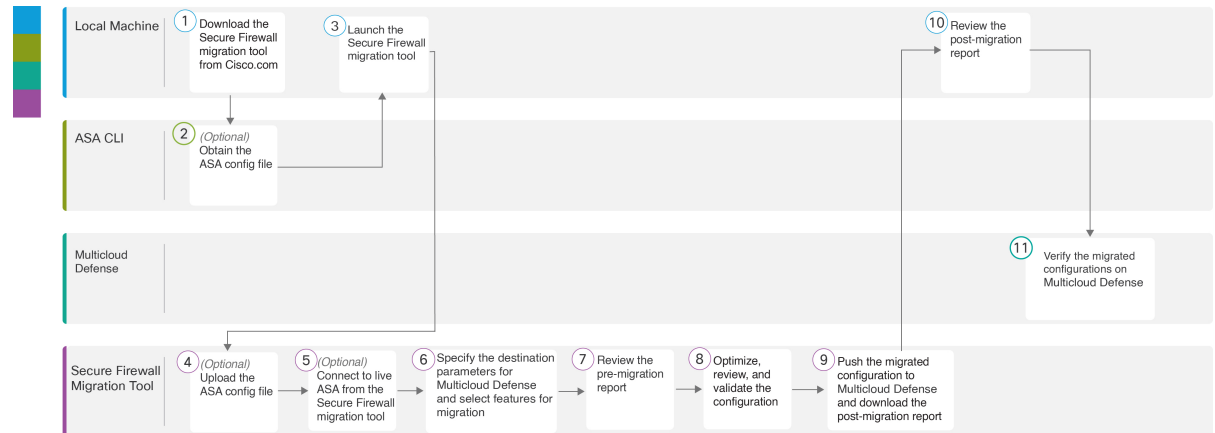 Local Machine
1
Download the
Secure Firewall
migration tool
from Cisco.com
3
Launch the
Secure Firewall
migration tool
10
Review the
post-migration
report
ASA CLI
2
(Optional)
Obtain the
ASA config file
Multicloud
Defense
11
Verify the migrated
configurations on
Multicloud Defense
Secure Firewall
Migration Tool
4
(Optional)
Upload the
ASA config file
5
(Optional)
Connect to live
ASA from the
Secure Firewall
migration tool
6
Specify the destination
parameters for
Multicloud Defense
and select features for
migration
7
Review the
pre-migration
report
8
Optimize,
review, and
validate the
configuration
9
Push the migrated
configuration to
Multicloud Defense
and download the
post-migration report